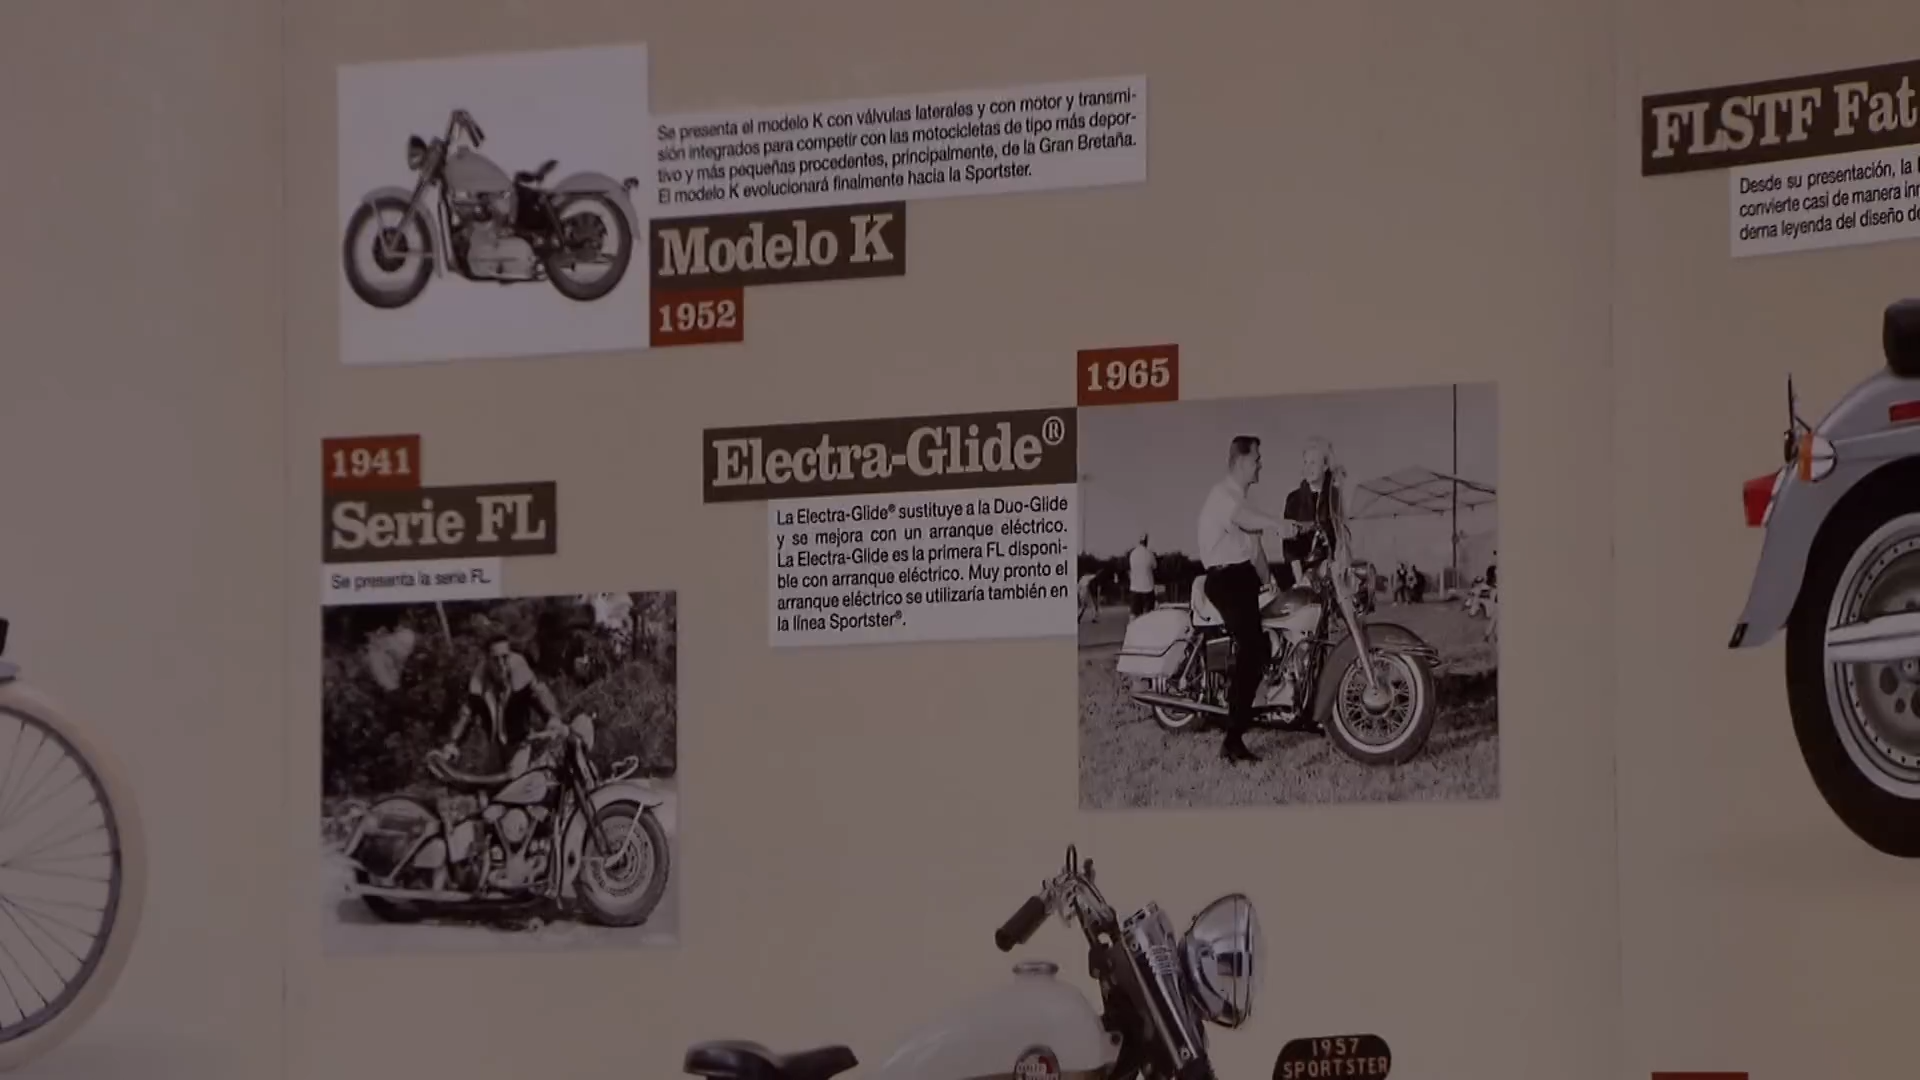 Se presenta el modelo K con válvulas laterales y con motor y transmi-
sión integrados para competir con las motocicletas de tipo más depor-
tivo y más pequeñas procedentes, principalmente, de la Gran Bretaña.
El modelo K evolucionará finalmente hacia la Sportster.
Modelo K
1952
1941
Serie FL
Se presenta la serie FL.
1965
Electra-Glide®
La Electra-Glide® sustituye a la Duo-Glide
y se mejora con un arranque eléctrico.
La Electra-Glide es la primera FL disponi-
ble con arranque eléctrico. Muy pronto el
arranque eléctrico se utilizaría también en
la línea Sportster®.
1957
SPORTSTER
FLSTF Fat
Desde su presentación, la
convierte casi de manera
derna leyenda del diseño